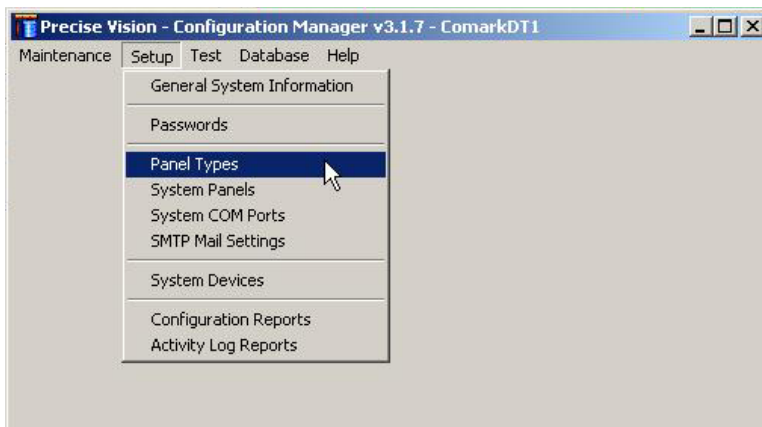 Precise Vision - Configuration Manager v3.1.7 - ComarkDT1
Maintenance Setup Test Database Help
General System Information
Passwords
Panel Types
System Panels
System COM Ports
SMTP Mail Settings
System Devices
Configuration Reports
Activity Log Reports